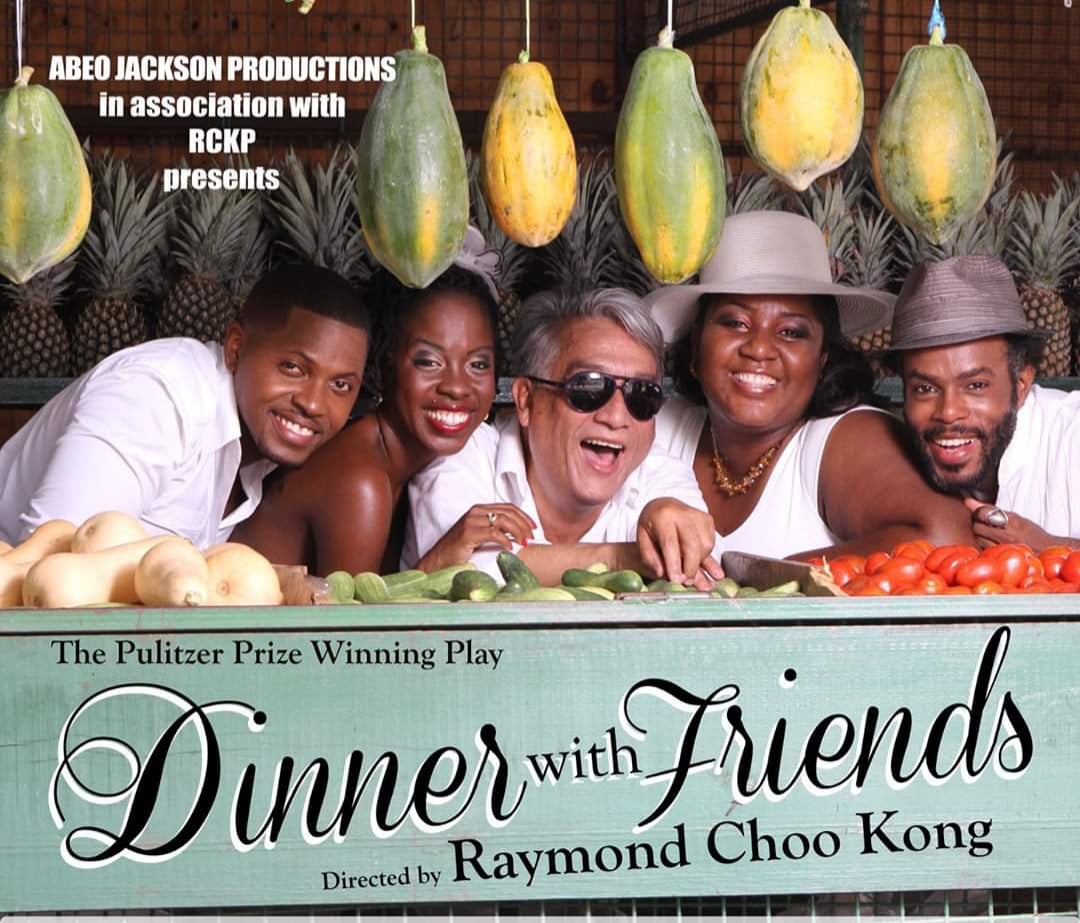 ABEO JACKSON PRODUCTIONS
in association with
RCKP
presents
The Pulitzer Prize Winning Play
Dinner with Friends
Directed by Raymond Choo Kong